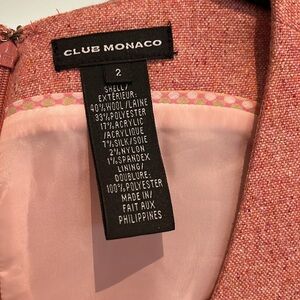 CLUB MONACO
2
SHELL/
EXTÉRIEUR:
40%WOOL/LAINE
33%POLYESTER
17%ACRYLIC
/ACRYLIQUE
7%SILK/SOIE
2%NYLON
1%SPANDEX
LINING/
DOUBLURE:
100%POLYESTER
MADE IN/
FAIT AUX
PHILIPPINES